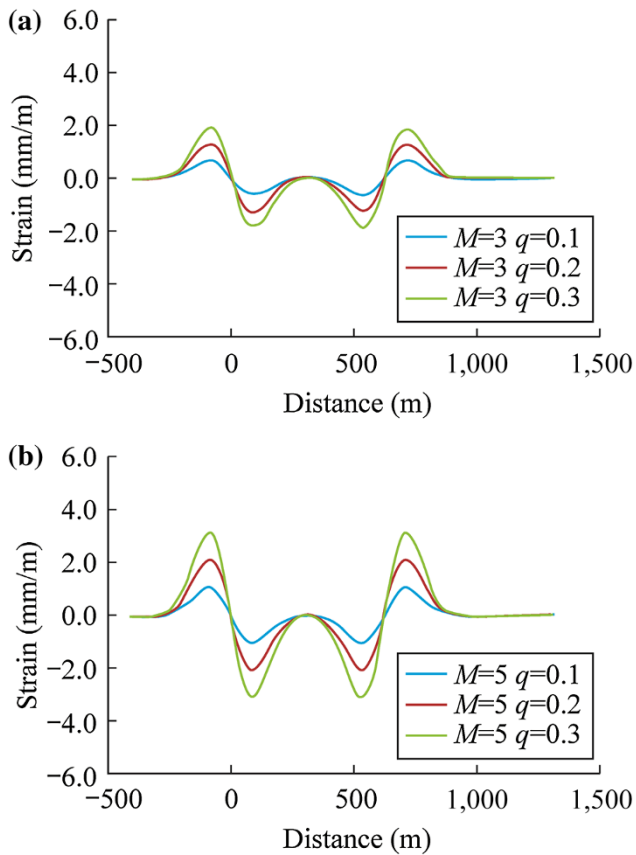 (a)
6.0
4.0
2.0
0.0
−2.0
−4.0
−6.0
Strain (mm/m)
M=3 q=0.1
M=3 q=0.2
M=3 q=0.3
−500 0 500 1,000 1,500
Distance (m)
(b)
6.0
4.0
2.0
0.0
−2.0
−4.0
−6.0
Strain (mm/m)
M=5 q=0.1
M=5 q=0.2
M=5 q=0.3
−500 0 500 1,000 1,500
Distance (m)